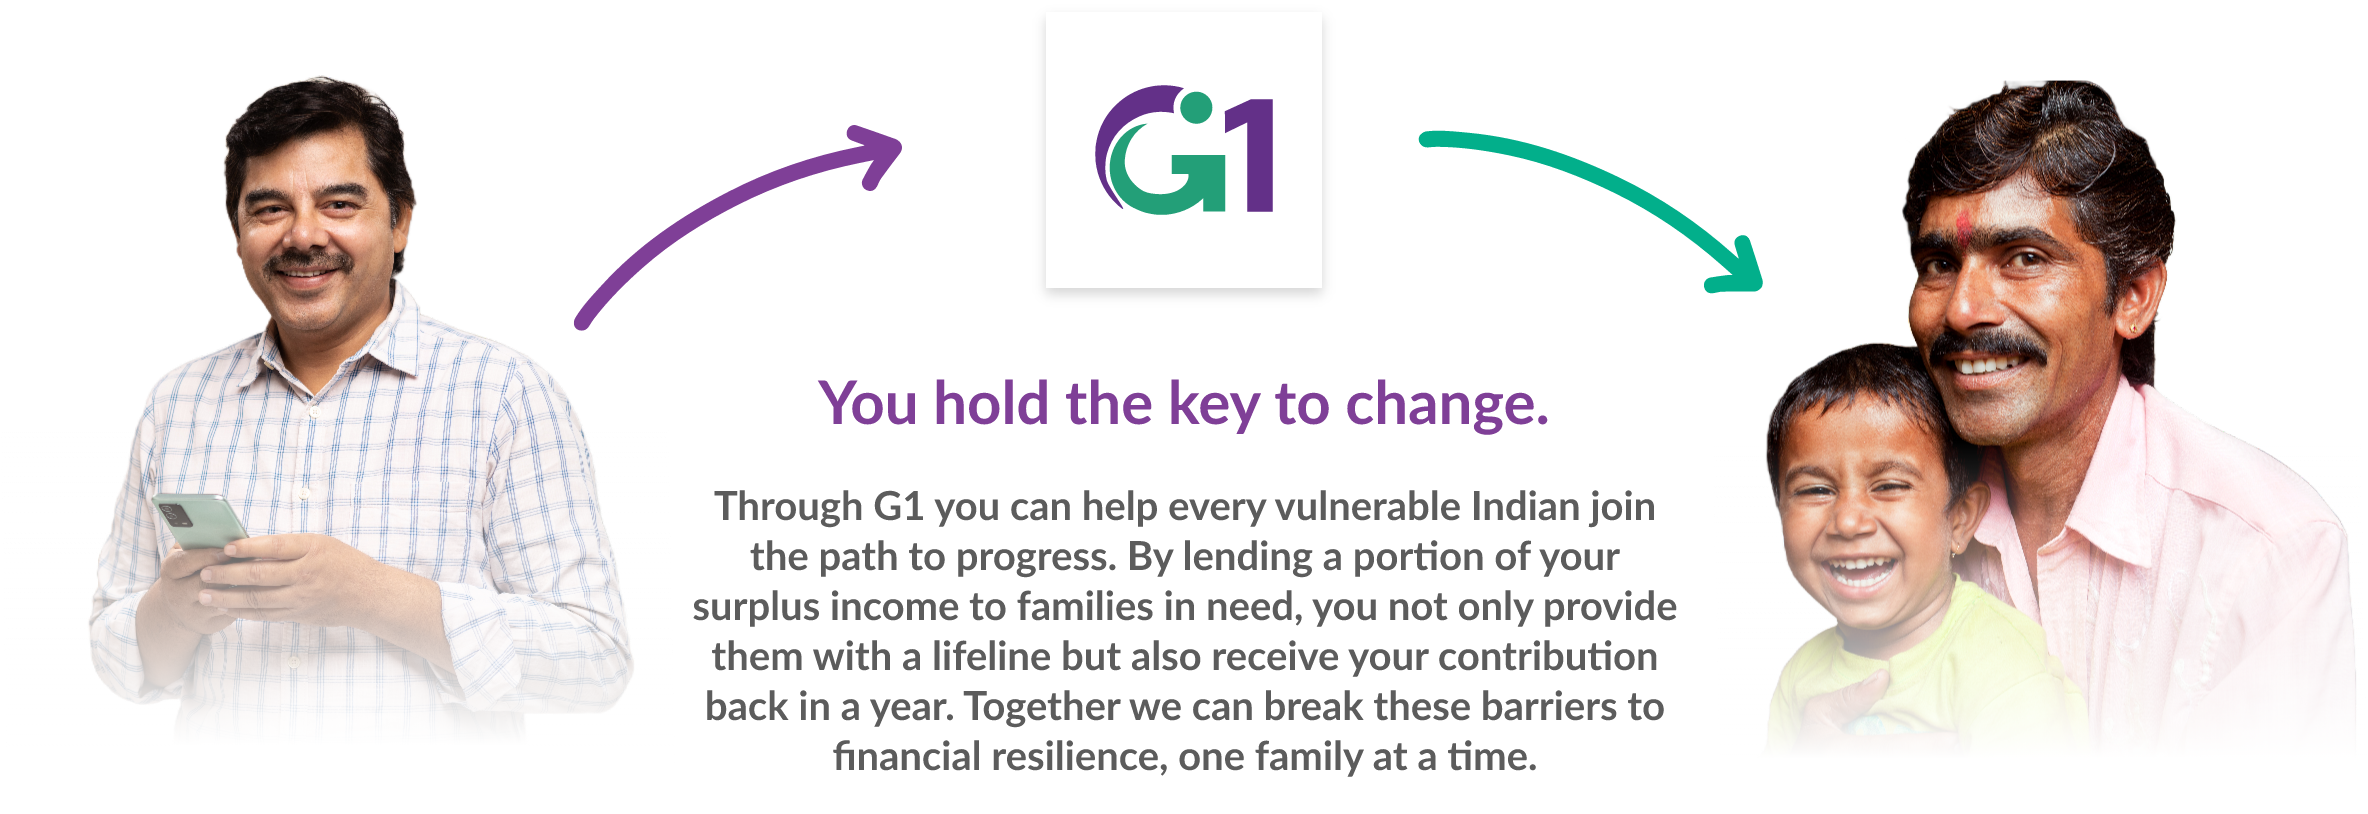 G1
You hold the key to change.
Through G1 you can help every vulnerable Indian join
the path to progress. By lending a portion of your
surplus income to families in need, you not only provide
them with a lifeline but also receive your contribution
back in a year. Together we can break these barriers to
financial resilience, one family at a time.